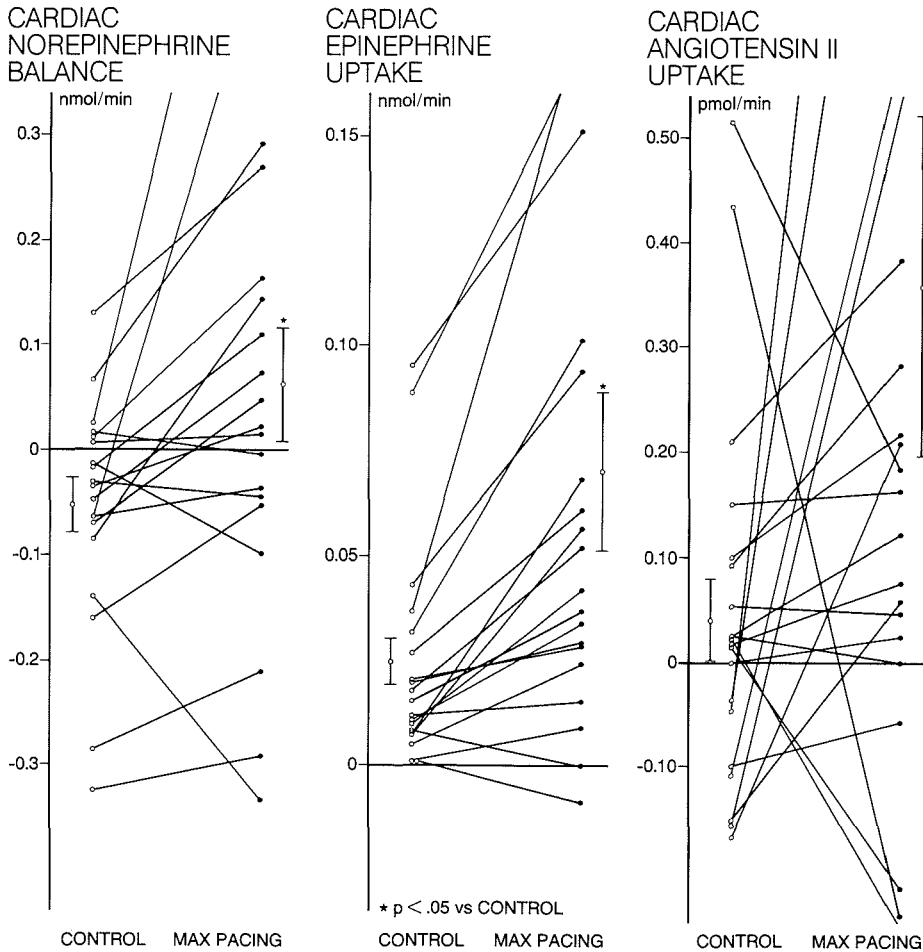 CARDIAC
NOREPINEPHRINE
BALANCE
nmol/min
0.3
0.2
0.1
0
-0.1
-0.2
-0.3
*
CONTROL MAX PACING
CARDIAC
EPINEPHRINE
UPTAKE
nmol/min
0.15
0.10
0.05
0
*
* p < .05 vs CONTROL
CONTROL MAX PACING
CARDIAC
ANGIOTENSIN II
UPTAKE
pmol/min
0.50
0.40
0.30
0.20
0.10
0
-0.10
CONTROL MAX PACING